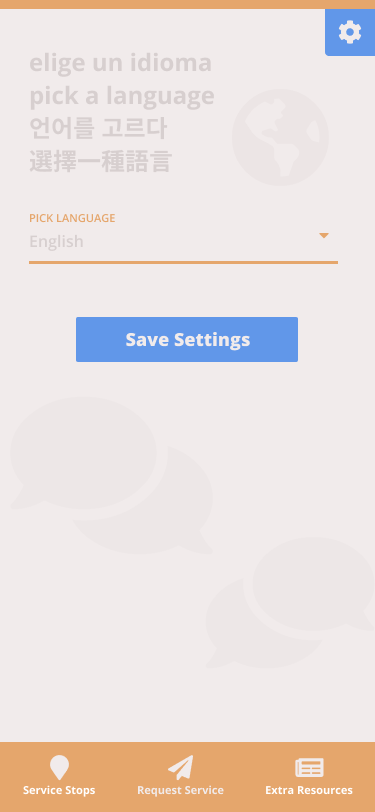 elige un idioma
pick a language
언어를 고르다
選擇一種語言
PICK LANGUAGE
English
Save Settings
Service Stops
Request Service
Extra Resources